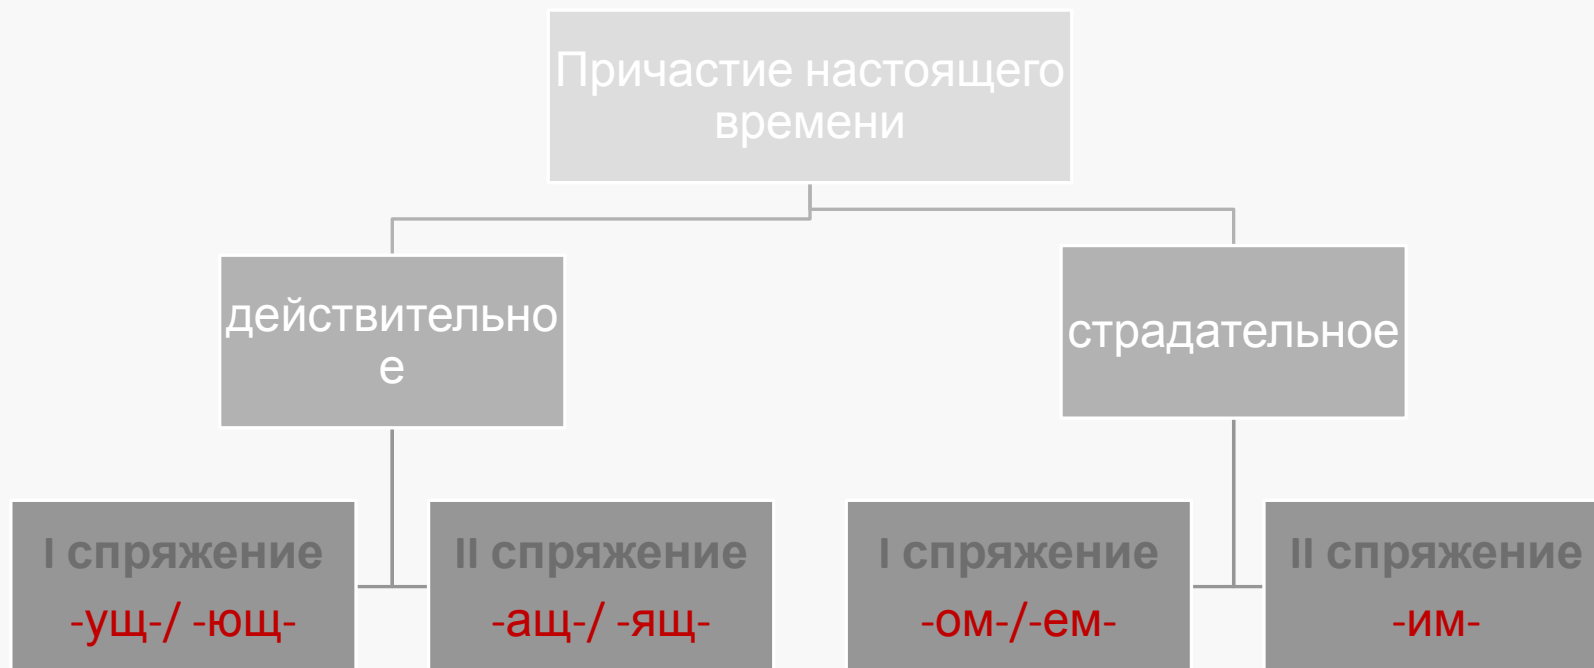 Причастие настоящего
времени
действительно
е
страдательное
I спряжение
-ущ-/ -ющ-
II спряжение
-ащ-/ -ящ-
I спряжение
-ом-/-ем-
II спряжение
-им-